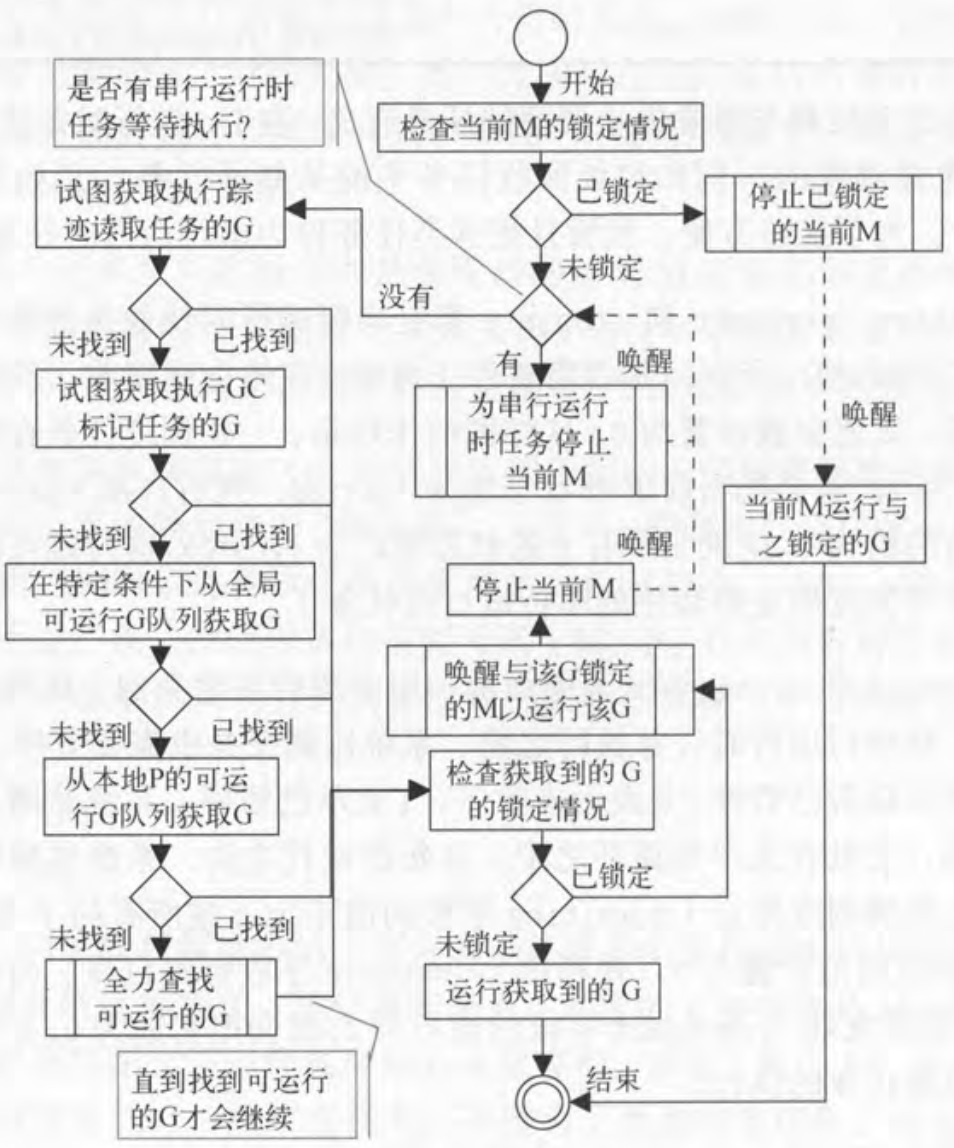 开始
是否有串行运行时
任务等待执行?
检查当前M的锁定情况
已锁定
停止已锁定
的当前M
试图获取执行踪
迹读取任务的G
未锁定
没有
有
唤醒
未找到
已找到
为串行运行
时任务停止
当前M
唤醒
试图获取执行GC
标记任务的G
当前M运行与
之锁定的G
未找到
已找到
唤醒
停止当前M
在特定条件下从全局
可运行G队列获取G
唤醒与该G锁定
的M以运行该G
未找到
已找到
从本地P的可运
行G队列获取G
检查获取到的G
的锁定情况
已锁定
未找到
已找到
未锁定
全力查找
可运行的G
运行获取到的G
直到找到可运行
的G才会继续
结束